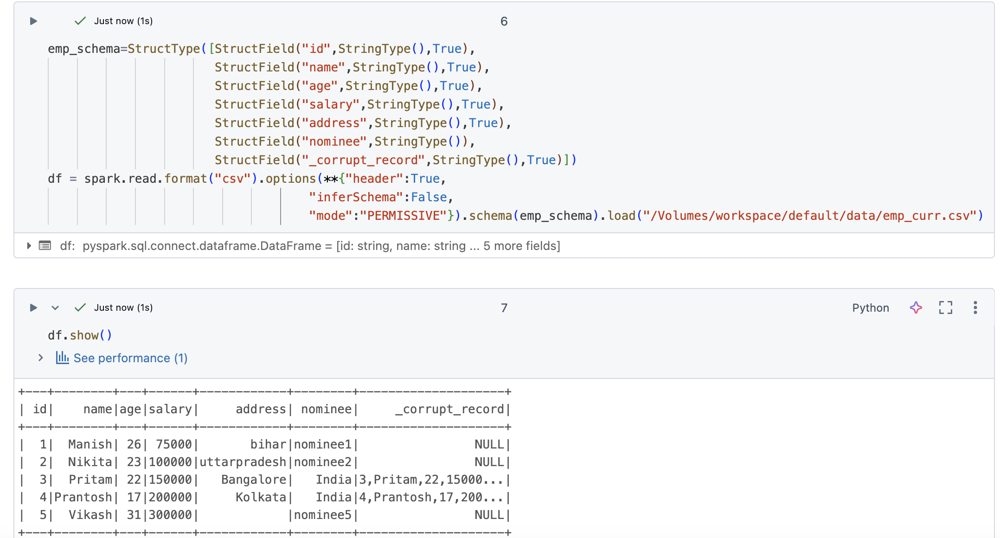 Just now (1s)
6
emp_schema=StructType([StructField("id",StringType(),True),
StructField("name",StringType(),True),
StructField("age",StringType(),True),
StructField("salary",StringType(),True),
StructField("address",StringType(),True),
StructField("nominee",StringType()),
StructField("_corrupt_record",StringType(),True)])
df = spark.read.format("csv").options(**{"header":True,
"inferSchema":False,
"mode":"PERMISSIVE"}).schema(emp_schema).load("/Volumes/workspace/default/data/emp_curr.csv")
df: pyspark.sql.connect.dataframe.DataFrame = [id: string, name: string ... 5 more fields]
Just now (1s)
7
Python
df.show()
See performance (1)
+---+--------+---+------+------------+--------+--------------------+
| id|    name|age|salary|     address| nominee|     _corrupt_record|
+---+--------+---+------+------------+--------+--------------------+
|  1|  Manish| 26| 75000|       bihar|nominee1|                NULL|
|  2|  Nikita| 23|100000|uttarpradesh|nominee2|                NULL|
|  3|  Pritam| 22|150000|   Bangalore|   India|3,Pritam,22,15000...|
|  4|Prantosh| 17|200000|     Kolkata|   India|4,Prantosh,17,200...|
|  5|  Vikash| 31|300000|            |nominee5|                NULL|
+---+--------+---+------+------------+--------+--------------------+